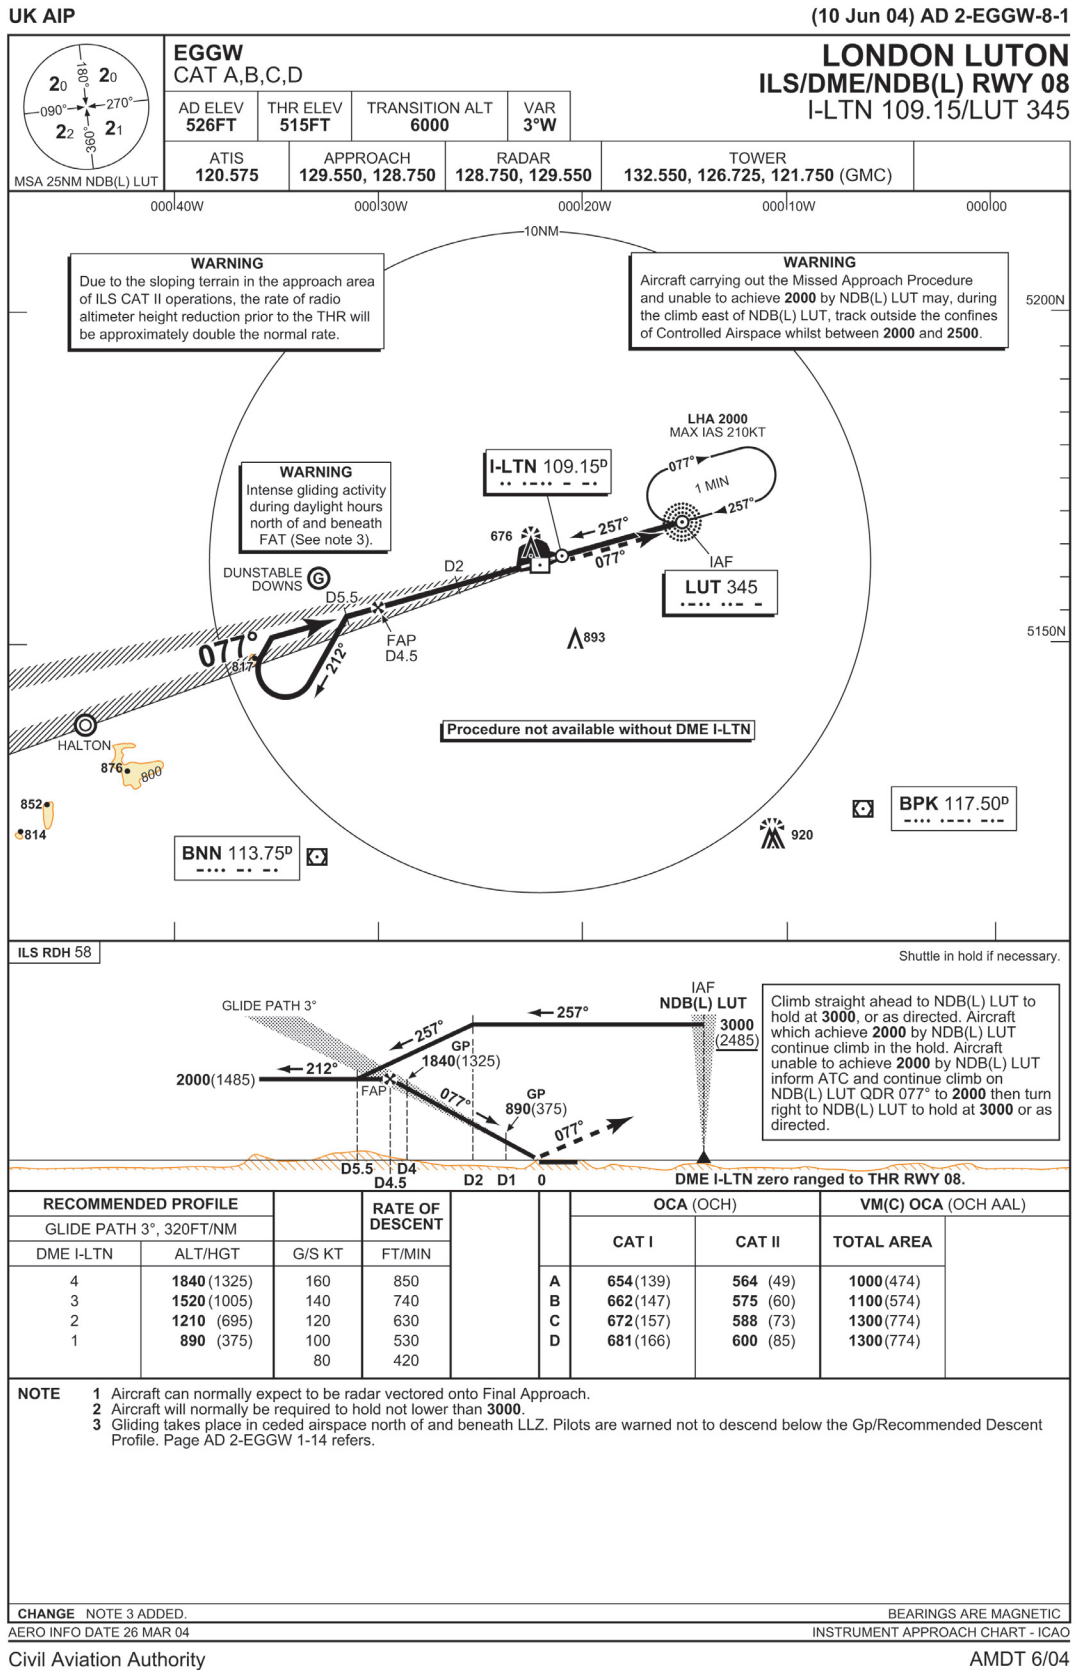 UK AIP
(10 Jun 04) AD 2-EGGW-8-1
EGGW
CAT A,B,C,D
LONDON LUTON
ILS/DME/NDB(L) RWY 08
I-LTN 109.15/LUT 345
180°
20
20
090°
270°
22
21
360°
MSA 25NM NDB(L) LUT
AD ELEV
526FT
THR ELEV
515FT
TRANSITION ALT
6000
VAR
3°W
ATIS
120.575
APPROACH
129.550, 128.750
RADAR
128.750, 129.550
TOWER
132.550, 126.725, 121.750 (GMC)
000|40W
000|30W
000|20W
000|10W
000|00
10NM
WARNING
Due to the sloping terrain in the approach area
of ILS CAT II operations, the rate of radio
altimeter height reduction prior to the THR will
be approximately double the normal rate.
WARNING
Aircraft carrying out the Missed Approach Procedure
and unable to achieve 2000 by NDB(L) LUT may, during
the climb east of NDB(L) LUT, track outside the confines
of Controlled Airspace whilst between 2000 and 2500.
5200N
LHA 2000
MAX IAS 210KT
077°
1 MIN
257°
I-LTN 109.15D
WARNING
Intense gliding activity
during daylight hours
north of and beneath
FAT (See note 3).
676
257°
077°
IAF
LUT 345
DUNSTABLE
DOWNS
G
D2
D5.5
FAP
D4.5
077°
817
212°
893
5150N
HALTON
Procedure not available without DME I-LTN
876
800
852
814
BNN 113.75D
BPK 117.50D
920
ILS RDH 58
Shuttle in hold if necessary.
GLIDE PATH 3°
257°
257°
IAF
NDB(L) LUT
3000
(2485)
GP
1840(1325)
212°
2000(1485)
FAP
077°
GP
890(375)
077°
Climb straight ahead to NDB(L) LUT to
hold at 3000, or as directed. Aircraft
which achieve 2000 by NDB(L) LUT
continue climb in the hold. Aircraft
unable to achieve 2000 by NDB(L) LUT
inform ATC and continue climb on
NDB(L) LUT QDR 077° to 2000 then turn
right to NDB(L) LUT to hold at 3000 or as
directed.
D5.5
D4
D4.5
D2
D1
0
DME I-LTN zero ranged to THR RWY 08.
RECOMMENDED PROFILE
GLIDE PATH 3°, 320FT/NM
RATE OF
DESCENT
OCA (OCH)
VM(C) OCA (OCH AAL)
DME I-LTN ALT/HGT G/S KT FT/MIN CAT I CAT II TOTAL AREA
4 1840(1325) 160 850 A 654(139) 564 (49) 1000(474)
3 1520(1005) 140 740 B 662(147) 575 (60) 1100(574)
2 1210 (695) 120 630 C 672(157) 588 (73) 1300(774)
1 890 (375) 100 530 D 681(166) 600 (85) 1300(774)
80 420
NOTE 1 Aircraft can normally expect to be radar vectored onto Final Approach.
2 Aircraft will normally be required to hold not lower than 3000.
3 Gliding takes place in ceded airspace north of and beneath LLZ. Pilots are warned not to descend below the Gp/Recommended Descent
Profile. Page AD 2-EGGW 1-14 refers.
CHANGE NOTE 3 ADDED.
BEARINGS ARE MAGNETIC
AERO INFO DATE 26 MAR 04
INSTRUMENT APPROACH CHART - ICAO
Civil Aviation Authority
AMDT 6/04